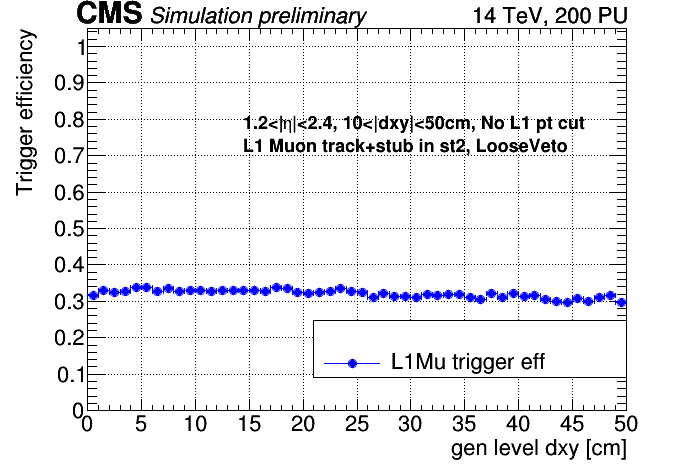 CMS Simulation preliminary 14 TeV, 200 PU
Trigger efficiency
1
0.9
0.8
0.7
0.6
0.5
0.4
0.3
0.2
0.1
0
1.2<|η|<2.4, 10<|dxy|<50cm, No L1 pt cut
L1 Muon track+stub in st2, LooseVeto
L1Mu trigger eff
0 5 10 15 20 25 30 35 40 45 50
gen level dxy [cm]